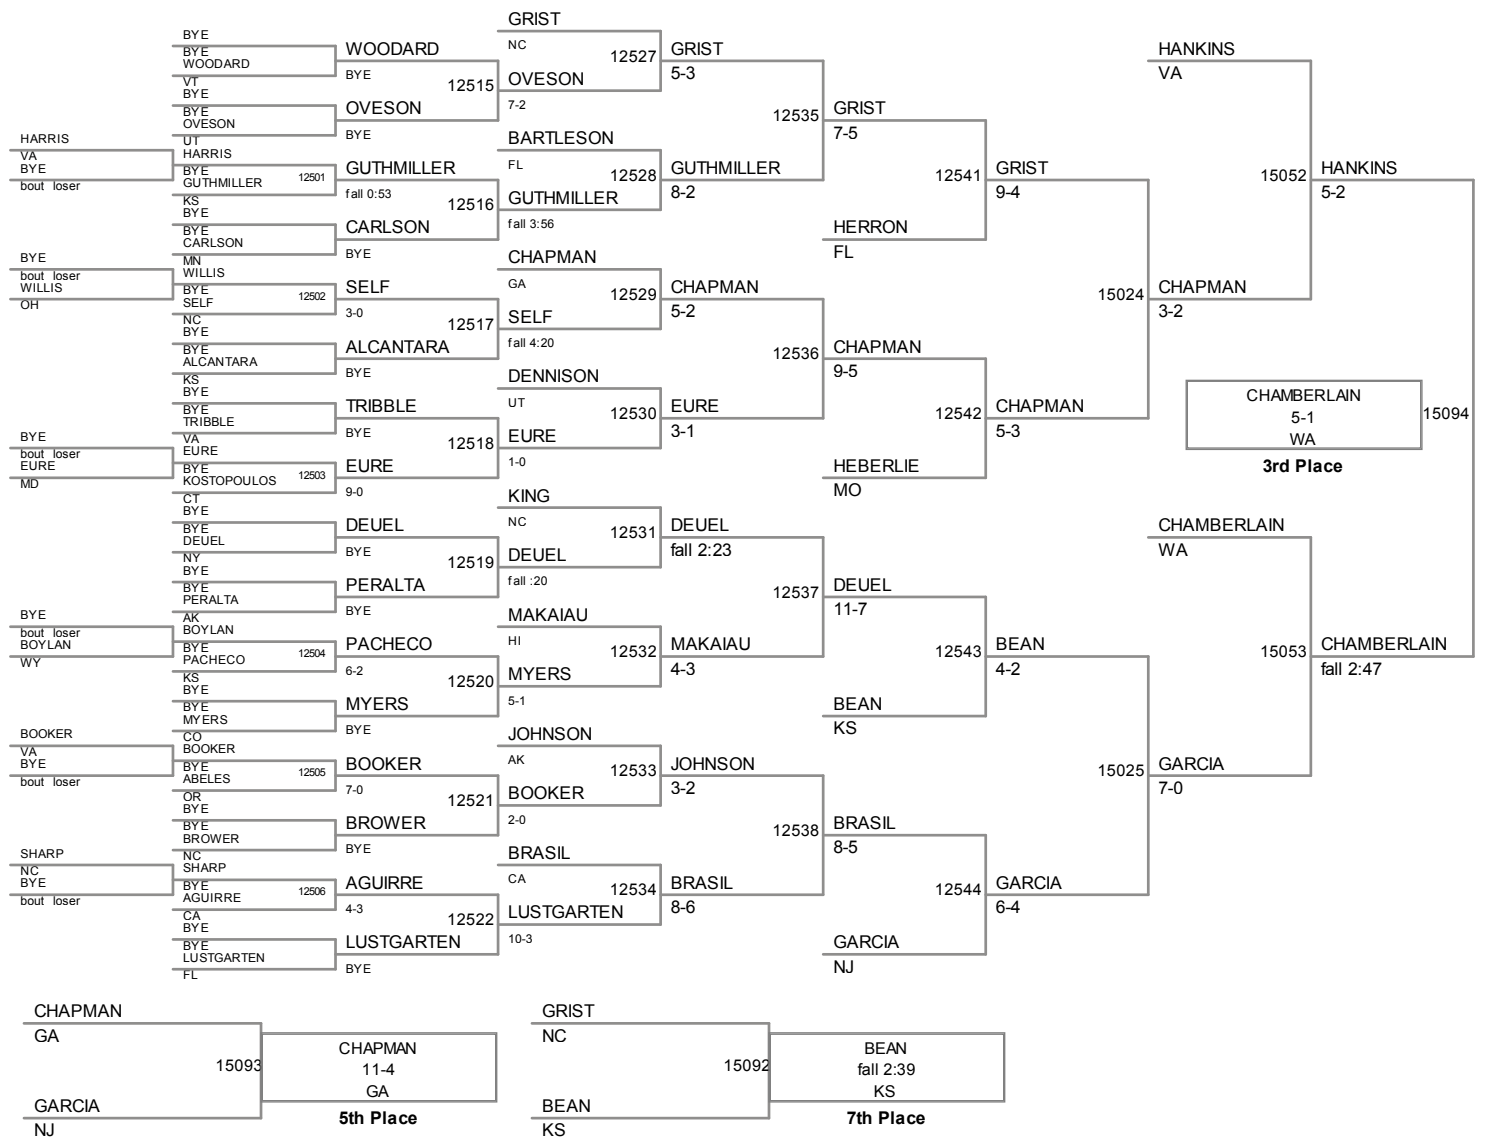 HARRIS
VA
BYE
bout loser
BYE
bout loser
WILLIS
OH
BYE
bout loser
EURE
MD
BYE
bout loser
BOYLAN
WY
BOOKER
VA
BYE
bout loser
SHARP
NC
BYE
bout loser
BYE
BYE
WOODARD
VT
BYE
BYE
OVESON
UT
HARRIS
BYE
GUTHMILLER
12501
KS
BYE
BYE
CARLSON
MN
WILLIS
BYE
SELF
12502
NC
BYE
BYE
ALCANTARA
KS
BYE
BYE
TRIBBLE
VA
EURE
BYE
KOSTOPOULOS
12503
CT
BYE
BYE
DEUEL
NY
BYE
BYE
PERALTA
AK
BOYLAN
BYE
PACHECO
12504
KS
BYE
BYE
MYERS
CO
BOOKER
BYE
ABELES
12505
OR
BYE
BYE
BROWER
NC
SHARP
BYE
AGUIRRE
12506
CA
BYE
BYE
LUSTGARTEN
FL
WOODARD
BYE
12515
OVESON
BYE
GUTHMILLER
fall 0:53
12516
CARLSON
BYE
SELF
3-0
12517
ALCANTARA
BYE
TRIBBLE
BYE
12518
EURE
9-0
DEUEL
BYE
12519
PERALTA
BYE
PACHECO
6-2
12520
MYERS
BYE
BOOKER
7-0
12521
BROWER
BYE
AGUIRRE
4-3
12522
LUSTGARTEN
BYE
GRIST
NC
12527
OVESON
7-2
BARTLESON
FL
12528
GUTHMILLER
fall 3:56
CHAPMAN
GA
12529
SELF
fall 4:20
DENNISON
UT
12530
EURE
1-0
KING
NC
12531
DEUEL
fall :20
MAKAIAU
HI
12532
MYERS
5-1
JOHNSON
AK
12533
BOOKER
2-0
BRASIL
CA
12534
LUSTGARTEN
10-3
GRIST
5-3
12535
GUTHMILLER
8-2
CHAPMAN
5-2
12536
EURE
3-1
DEUEL
fall 2:23
12537
MAKAIAU
4-3
JOHNSON
3-2
12538
BRASIL
8-6
GRIST
7-5
12541
HERRON
FL
CHAPMAN
9-5
12542
HEBERLIE
MO
DEUEL
11-7
12543
BEAN
KS
BRASIL
8-5
12544
GARCIA
NJ
GRIST
9-4
15024
CHAPMAN
5-3
BEAN
4-2
15025
GARCIA
6-4
HANKINS
VA
15052
CHAPMAN
3-2
CHAMBERLAIN
WA
15053
GARCIA
7-0
HANKINS
5-2
CHAMBERLAIN
5-1
WA
15094
3rd Place
CHAMBERLAIN
fall 2:47
CHAPMAN
GA
15093
GARCIA
NJ
CHAPMAN
11-4
GA
5th Place
GRIST
NC
15092
BEAN
KS
BEAN
fall 2:39
KS
7th Place